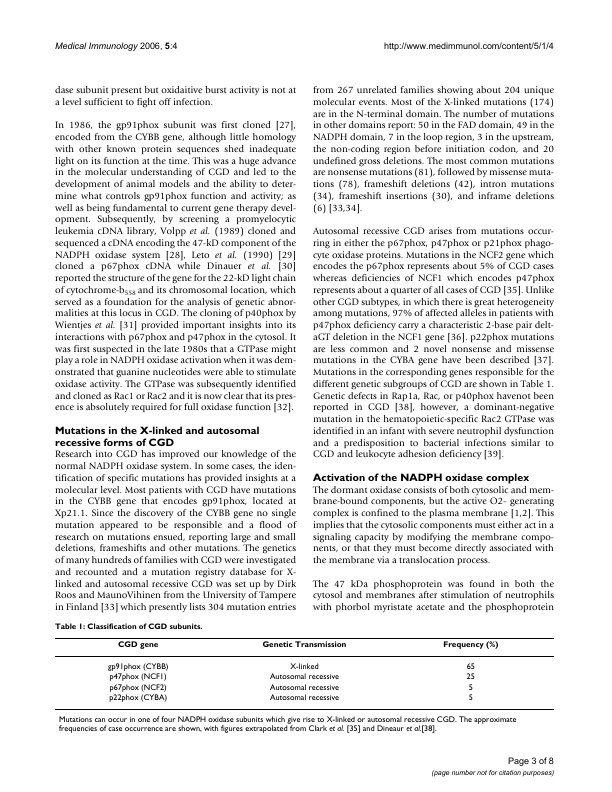 Medical Immunology 2006, 5:4
http://www.medimmunol.com/content/5/1/4
dase subunit present but oxidaitive burst activity is not at
a level sufficient to fight off infection.
In 1986, the gp91phox subunit was first cloned [27],
encoded from the CYBB gene, although little homology
with other known protein sequences shed inadequate
light on its function at the time. This was a huge advance
in the molecular understanding of CGD and led to the
development of animal models and the ability to deter-
mine what controls gp91phox function and activity; as
well as being fundamental to current gene therapy devel-
opment. Subsequently, by screening a promyelocytic
leukemia cDNA library, Volpp et al. (1989) cloned and
sequenced a cDNA encoding the 47-kD component of the
NADPH oxidase system [28], Leto et al. (1990) [29]
cloned a p67phox cDNA while Dinauer et al. [30]
reported the structure of the gene for the 22-kD light chain
of cytochrome-b558 and its chromosomal location, which
served as a foundation for the analysis of genetic abnor-
malities at this locus in CGD. The cloning of p40phox by
Wientjes et al. [31] provided important insights into its
interactions with p67phox and p47phox in the cytosol. It
was first suspected in the late 1980s that a GTPase might
play a role in NADPH oxidase activation when it was dem-
onstrated that guanine nucleotides were able to stimulate
oxidase activity. The GTPase was subsequently identified
and cloned as Rac1 or Rac2 and it is now clear that its pres-
ence is absolutely required for full oxidase function [32].
Mutations in the X-linked and autosomal
recessive forms of CGD
Research into CGD has improved our knowledge of the
normal NADPH oxidase system. In some cases, the iden-
tification of specific mutations has provided insights at a
molecular level. Most patients with CGD have mutations
in the CYBB gene that encodes gp91phox, located at
Xp21.1. Since the discovery of the CYBB gene no single
mutation appeared to be responsible and a flood of
research on mutations ensued, reporting large and small
deletions, frameshifts and other mutations. The genetics
of many hundreds of families with CGD were investigated
and recounted and a mutation registry database for X-
linked and autosomal recessive CGD was set up by Dirk
Roos and MaunoVihinen from the University of Tampere
in Finland [33] which presently lists 304 mutation entries
from 267 unrelated families showing about 204 unique
molecular events. Most of the X-linked mutations (174)
are in the N-terminal domain. The number of mutations
in other domains report: 50 in the FAD domain, 49 in the
NADPH domain, 7 in the loop region, 3 in the upstream,
the non-coding region before initiation codon, and 20
undefined gross deletions. The most common mutations
are nonsense mutations (81), followed by missense muta-
tions (78), frameshift deletions (42), intron mutations
(34), frameshift insertions (30), and inframe deletions
(6) [33,34].
Autosomal recessive CGD arises from mutations occur-
ring in either the p67phox, p47phox or p21phox phago-
cyte oxidase proteins. Mutations in the NCF2 gene which
encodes the p67phox represents about 5% of CGD cases
whereas deficiencies of NCF1 which encodes p47phox
represents about a quarter of all cases of CGD [35]. Unlike
other CGD subtypes, in which there is great heterogeneity
among mutations, 97% of affected alleles in patients with
p47phox deficiency carry a characteristic 2-base pair delt-
aGT deletion in the NCF1 gene [36]. p22phox mutations
are less common and 2 novel nonsense and missense
mutations in the CYBA gene have been described [37].
Mutations in the corresponding genes responsible for the
different genetic subgroups of CGD are shown in Table 1.
Genetic defects in Rap1a, Rac, or p40phox havenot been
reported in CGD [38], however, a dominant-negative
mutation in the hematopoietic-specific Rac2 GTPase was
identified in an infant with severe neutrophil dysfunction
and a predisposition to bacterial infections similar to
CGD and leukocyte adhesion deficiency [39].
Activation of the NADPH oxidase complex
The dormant oxidase consists of both cytosolic and mem-
brane-bound components, but the active O2- generating
complex is confined to the plasma membrane [1,2]. This
implies that the cytosolic components must either act in a
signaling capacity by modifying the membrane compo-
nents, or that they must become directly associated with
the membrane via a translocation process.
The 47 kDa phosphoprotein was found in both the
cytosol and membranes after stimulation of neutrophils
with phorbol myristate acetate and the phosphoprotein
Table 1: Classification of CGD subunits.
CGD gene Genetic Transmission Frequency (%)
gp91phox (CYBB) X-linked 65
p47phox (NCF1) Autosomal recessive 25
p67phox (NCF2) Autosomal recessive 5
p22phox (CYBA) Autosomal recessive 5
Mutations can occur in one of four NADPH oxidase subunits which give rise to X-linked or autosomal recessive CGD. The approximate
frequencies of case occurrence are shown, with figures extrapolated from Clark et al. [35] and Dineaur et al.[38].
Page 3 of 8
(page number not for citation purposes)